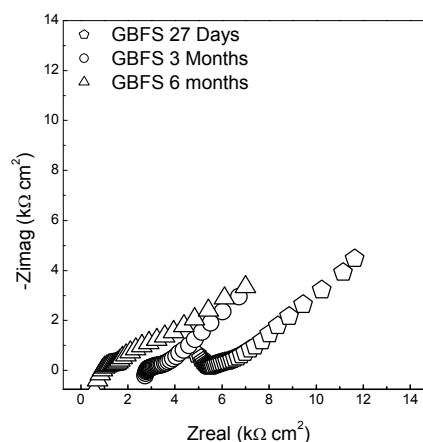 14
12
10
8
6
4
2
0
-Zimag (kΩ cm²)
GBFS 27 Days
GBFS 3 Months
GBFS 6 months
0 2 4 6 8 10 12 14
Zreal (kΩ cm²)